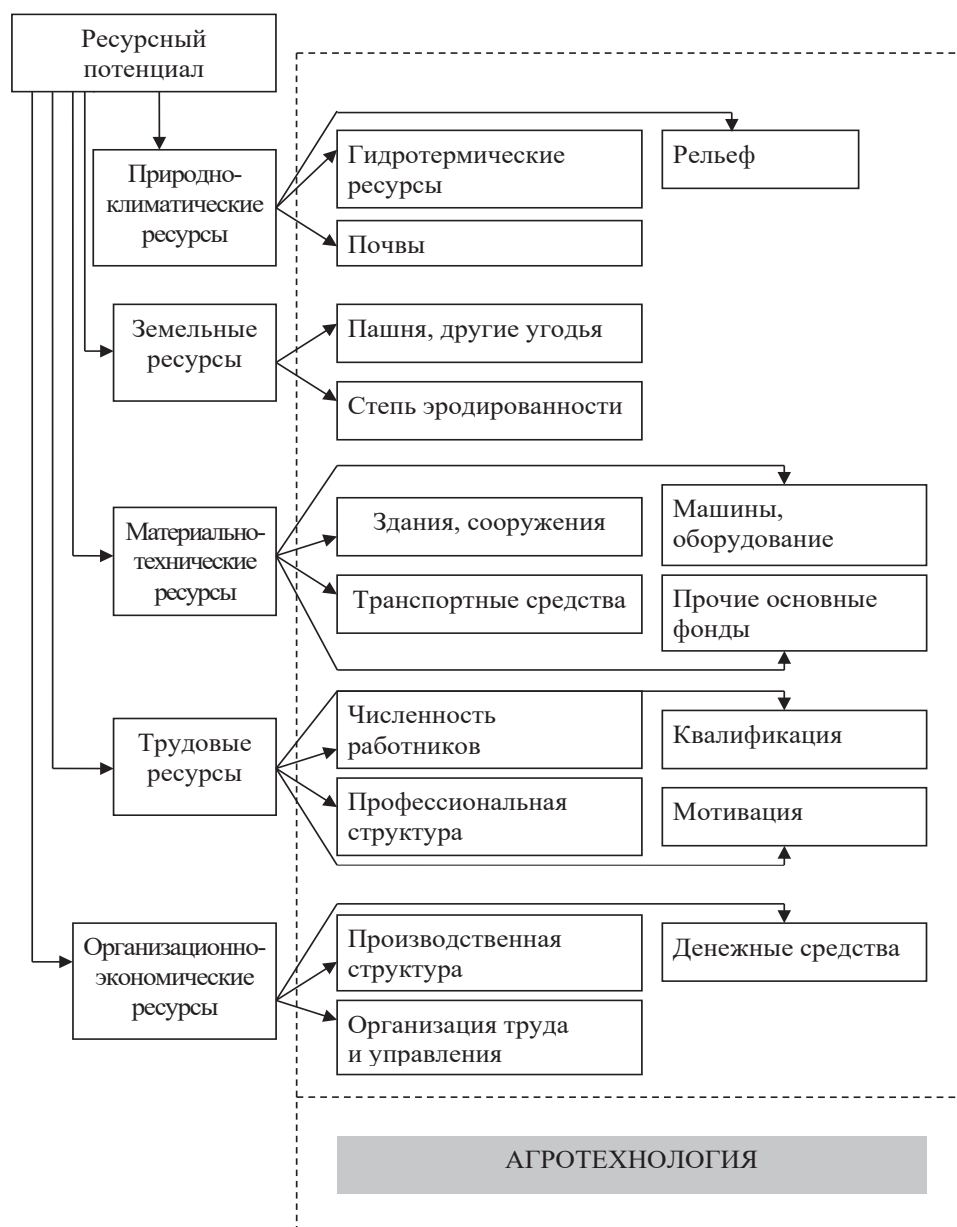 Ресурсный
потенциал
Природно-
климатические
ресурсы
Гидротермические
ресурсы
Рельеф
Почвы
Земельные
ресурсы
Пашня, другие угодья
Степь эродированности
Материально-
технические
ресурсы
Здания, сооружения
Машины,
оборудование
Транспортные средства
Прочие основные
фонды
Трудовые
ресурсы
Численность
работников
Квалификация
Профессиональная
структура
Мотивация
Организационно-
экономические
ресурсы
Производственная
структура
Денежные средства
Организация труда
и управления
АГРОТЕХНОЛОГИЯ